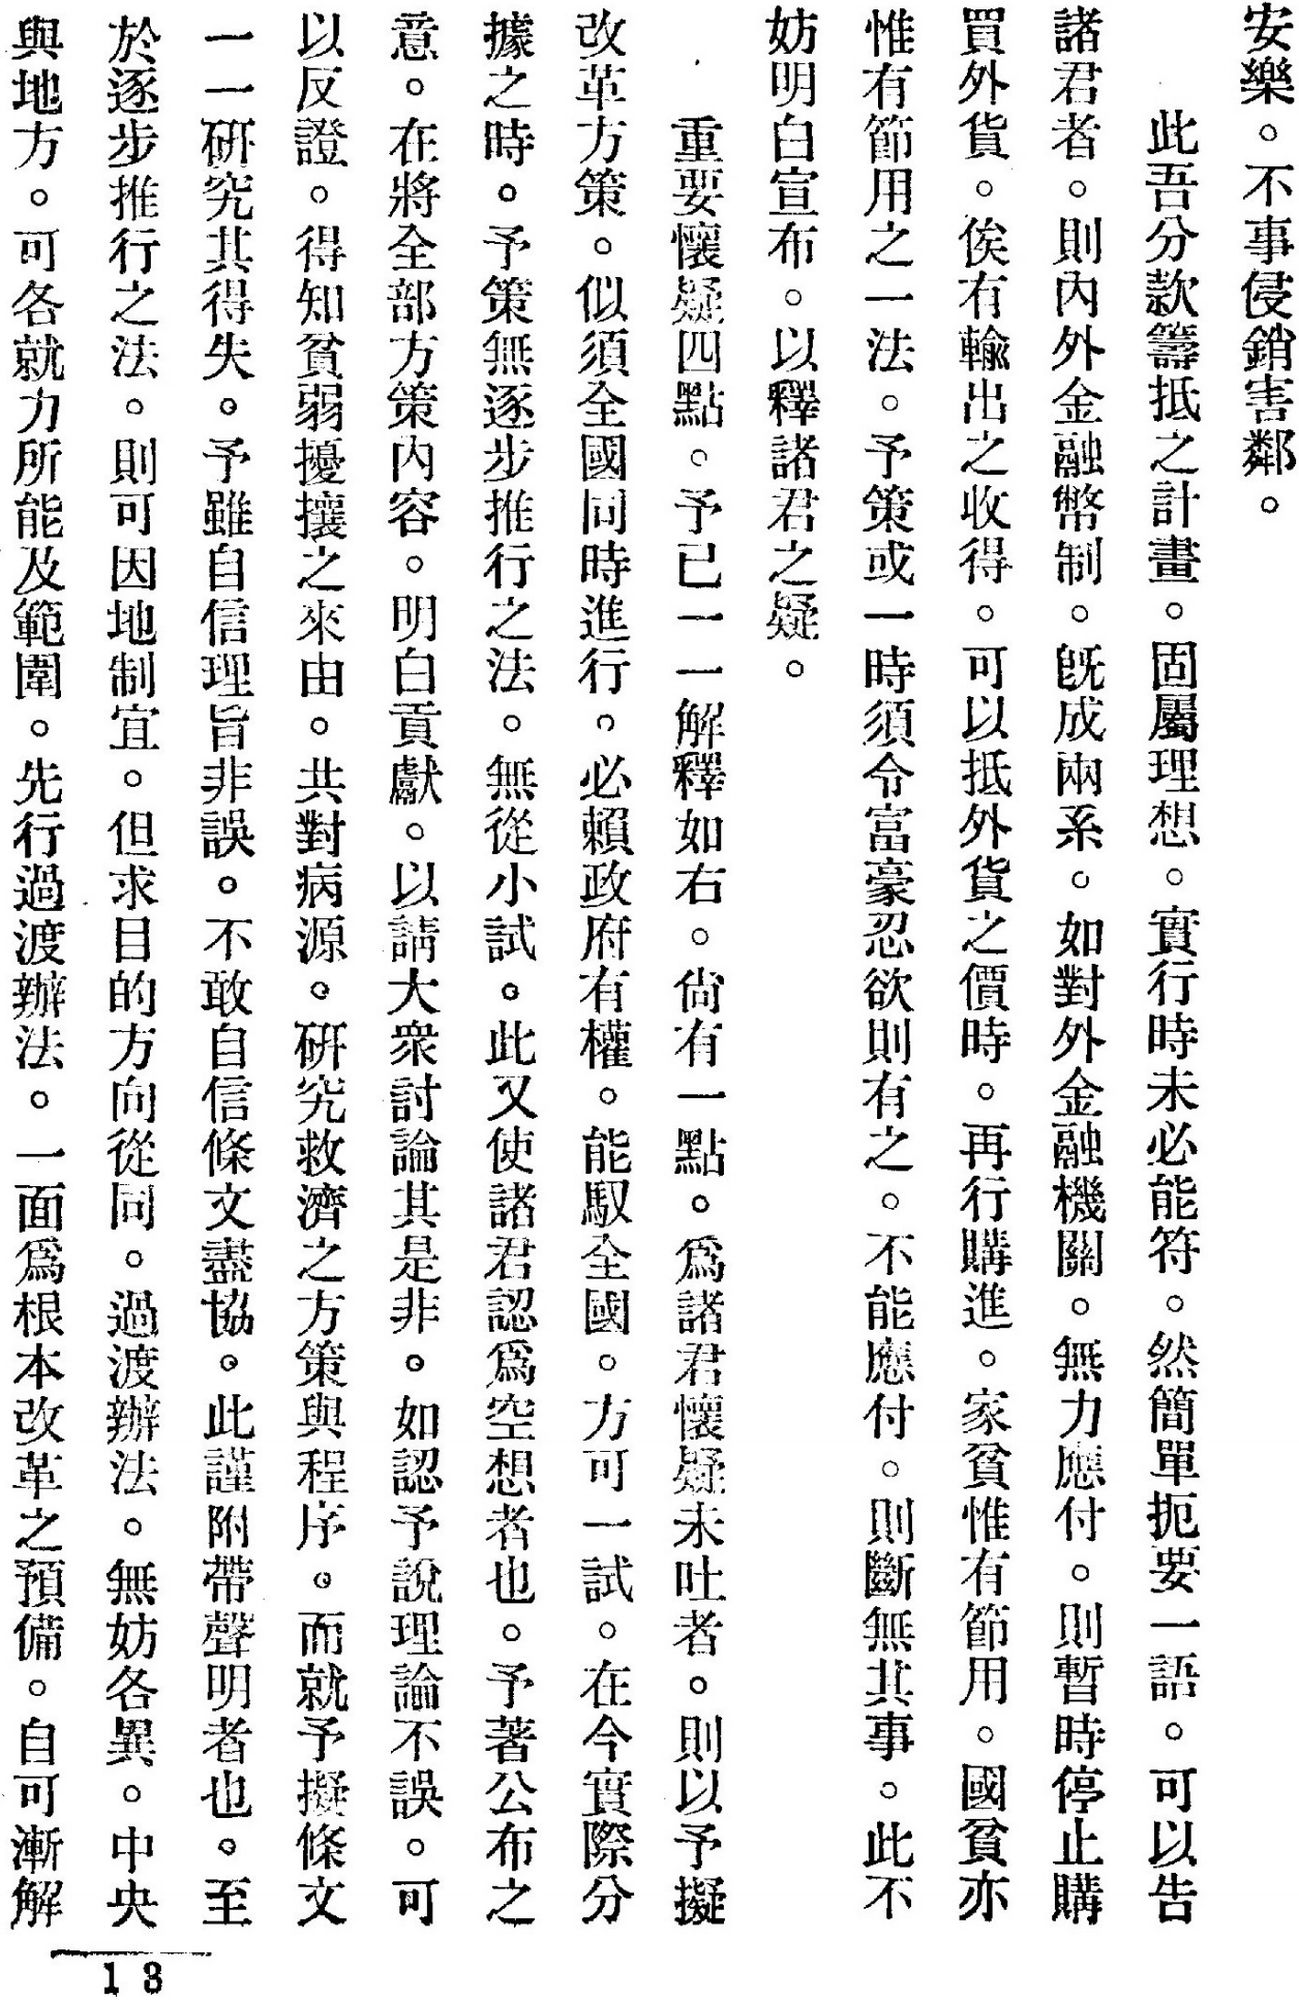 安樂。不事侵銷害鄰。
此吾分款籌抵之計畫。固屬理想。實行時未必能符。然簡單扼要一語。可以告
諸君者。則內外金融幣制。旣成兩系。如對外金融機關。無力應付。則暫時停止購
買外貨。俟有輸出之收得。可以抵外貨之價時。再行購進。家貧惟有節用。國貧亦
惟有節用之一法。予策或一時須令富豪忍欲則有之。不能應付。則斷無其事。此不
妨明白宣布。以釋諸君之疑。
重要懷疑四點。予已一一解釋如右。尙有一點。爲諸君懷疑未吐者。則以予擬
改革方策。似須全國同時進行。必賴政府有權。能馭全國。方可一試。在今實際分
據之時。予策無逐步推行之法。無從小試。此又使諸君認爲空想者也。予著公布之
意。在將全部方策內容。明白貢獻。以請大衆討論其是非。如認予說理論不誤。可
以反證。得知貧弱擾攘之來由。共對病源。研究救濟之方策與程序。而就予擬條文
一一研究其得失。予雖自信理旨非誤。不敢自信條文盡協。此謹附帶聲明者也。至
於逐步推行之法。則可因地制宜。但求目的方向從同。過渡辦法。無妨各異。中央
與地方。可各就力所能及範圍。先行過渡辦法。一面爲根本改革之預備。自可漸解
13